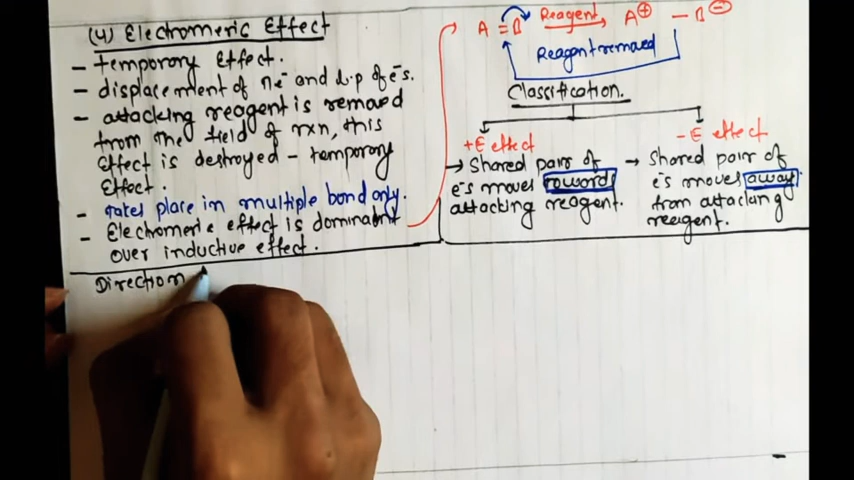 (4) Electromeric Effect
- temporary Effect.
- displacement of πe⁻ and l.p of e⁻s.
- attacking reagent is removed
from the field of rxn, this
effect is destroyed - temporary
Effect.
- takes place in multiple bond only.
- Electromeric effect is dominant
over inductive effect.
Direction
A = B Reagent A⊕ - B⊖
Reagent removed
Classification.
+E effect
→ Shared pair of
e⁻s moves towards
attacking reagent.
- E effect
→ Shared pair of
e⁻s moves away
from attacking
reagent.